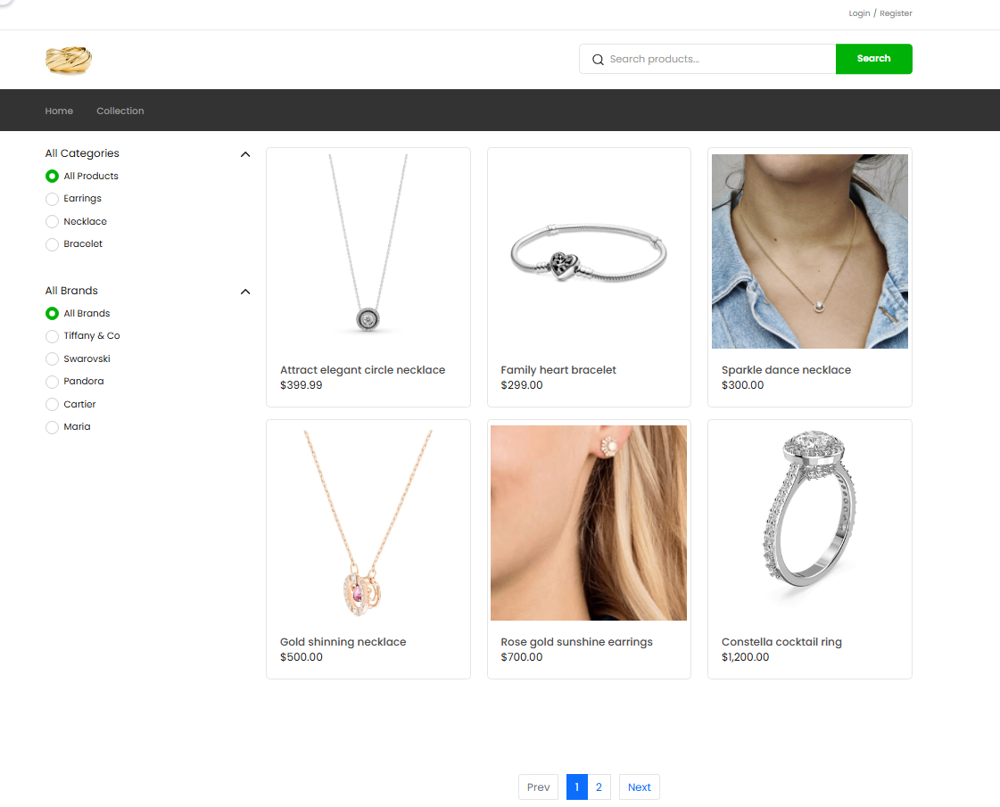 Login / Register
Search products...
Search
Home
Collection
All Categories
All Products
Earrings
Necklace
Bracelet
All Brands
All Brands
Tiffany & Co
Swarovski
Pandora
Cartier
Maria
Attract elegant circle necklace
$399.99
Family heart bracelet
$299.00
Sparkle dance necklace
$300.00
Gold shinning necklace
$500.00
Rose gold sunshine earrings
$700.00
Constella cocktail ring
$1,200.00
Prev
1
2
Next